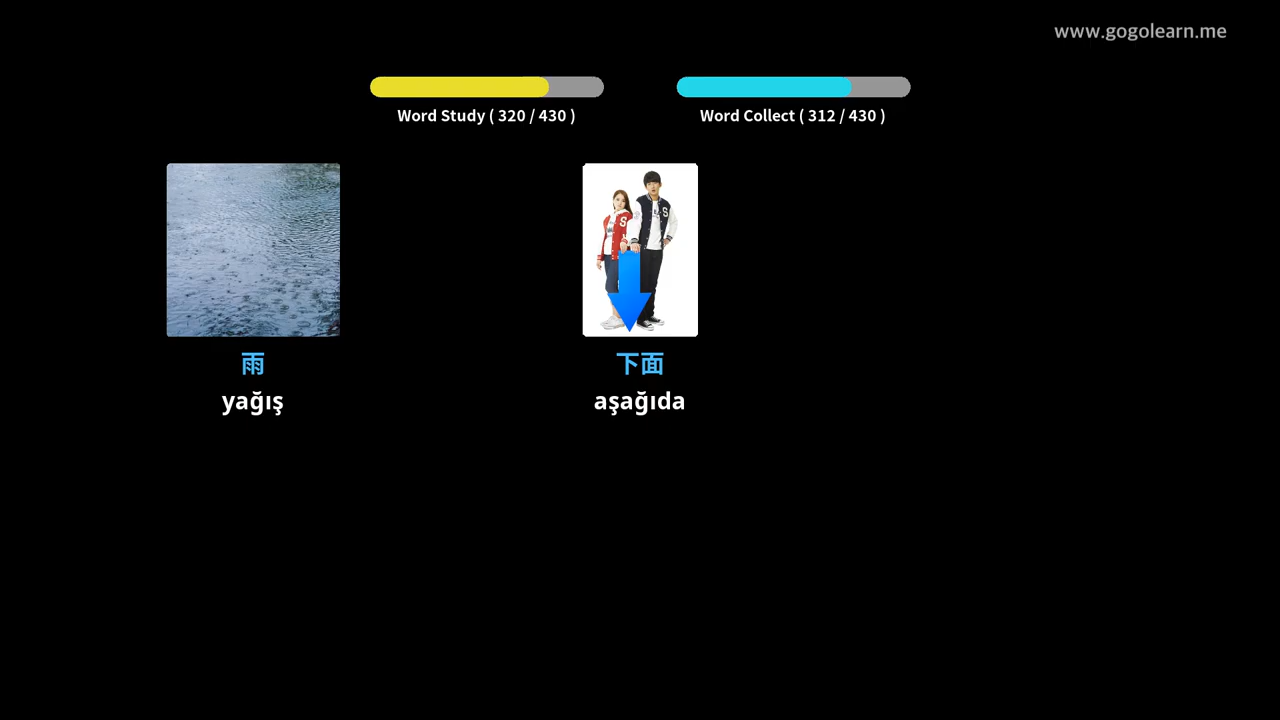 www.gogolearn.me
Word Study ( 320 / 430 )
Word Collect ( 312 / 430 )
雨
yağış
下面
aşağıda